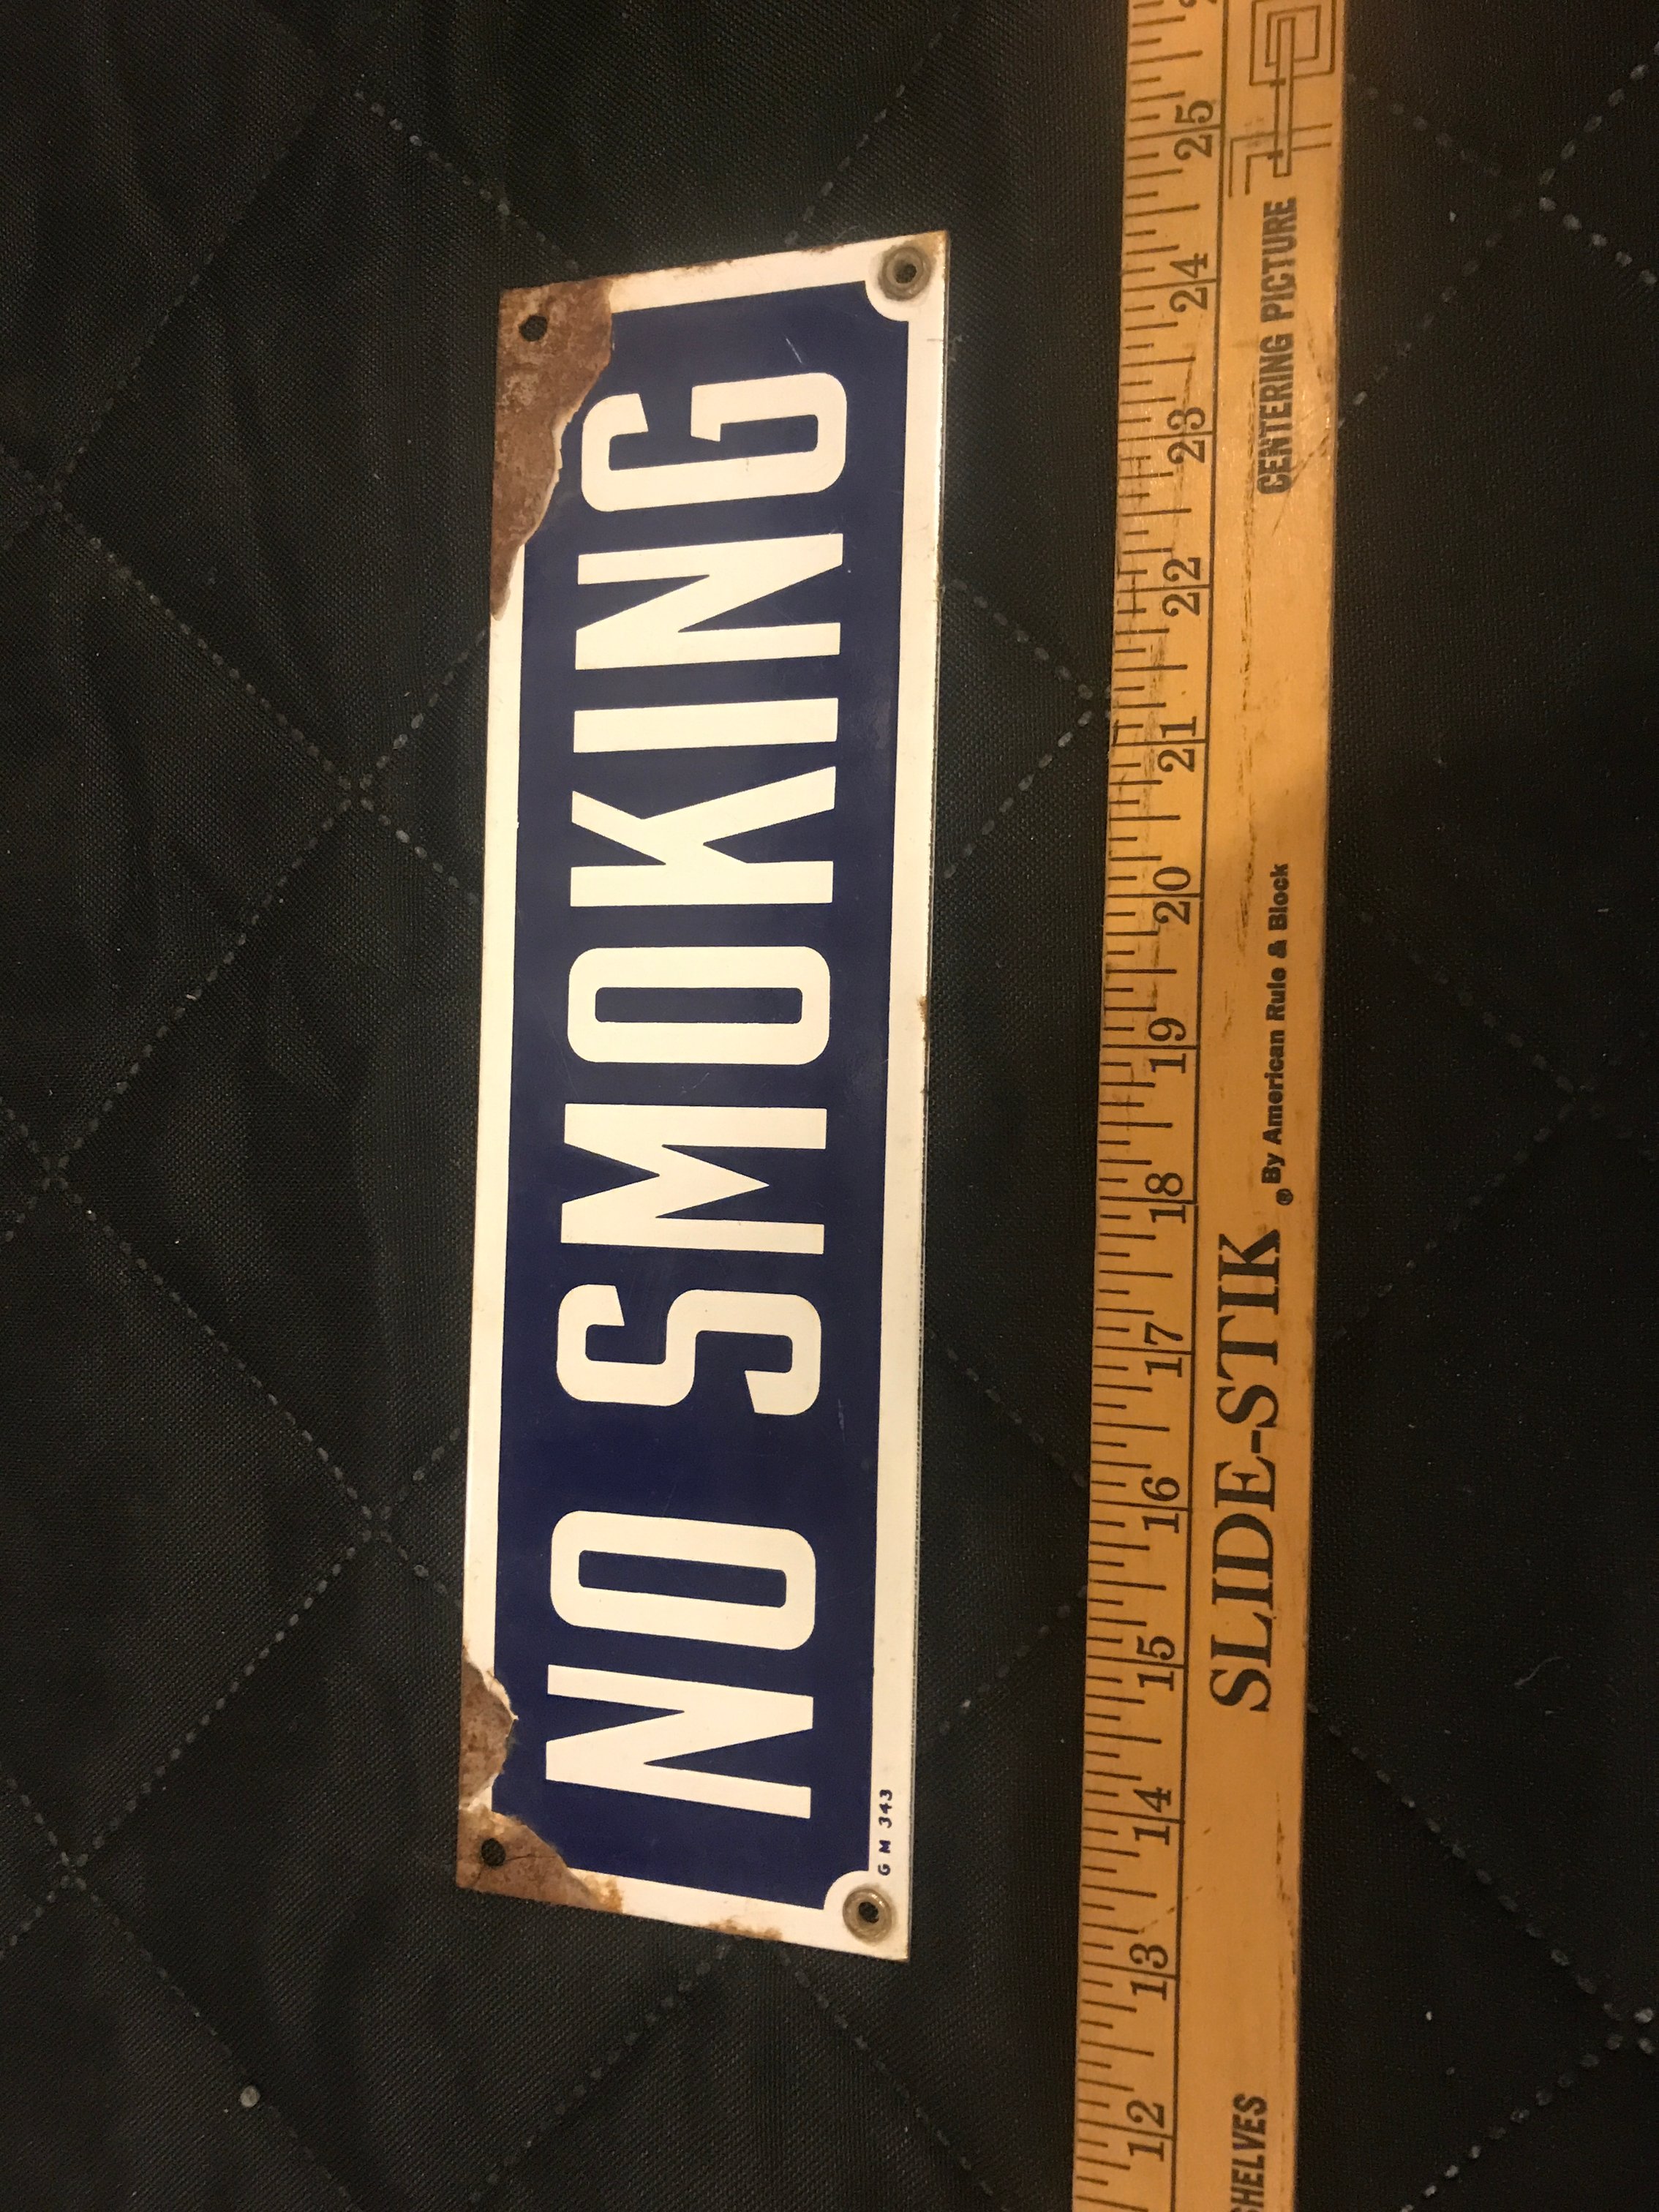 NO SMOKING
G M 343
12 13 14 15 16 17 18 19 20 21 22 23 24 25
SHELVES SLIDE-STIK ® By American Rule & Block CENTERING PICTURE